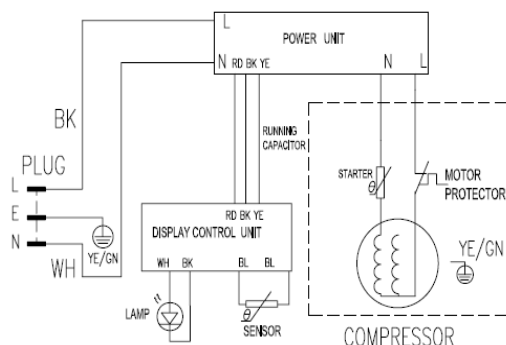 L
POWER UNIT
N RD BK YE
N L
BK
RUNNING
CAPACITOR
PLUG
L
E
N
YE/GN
WH
STARTER
θ
MOTOR
PROTECTOR
RD BK YE
DISPLAY CONTROL UNIT
WH BK BL BL
LAMP
θ
SENSOR
YE/GN
COMPRESSOR